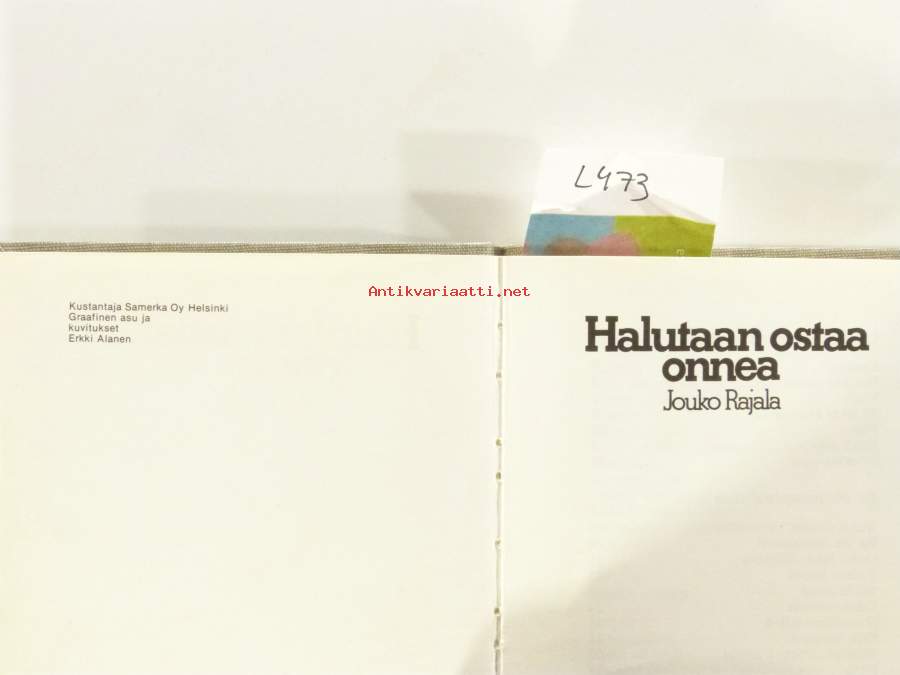 L473
Antikvariaatti.net
Kustantaja Samerka Oy Helsinki
Graafinen asu ja
kuvitukset
Erkki Alanen
Halutaan ostaa
onnea
Jouko Rajala